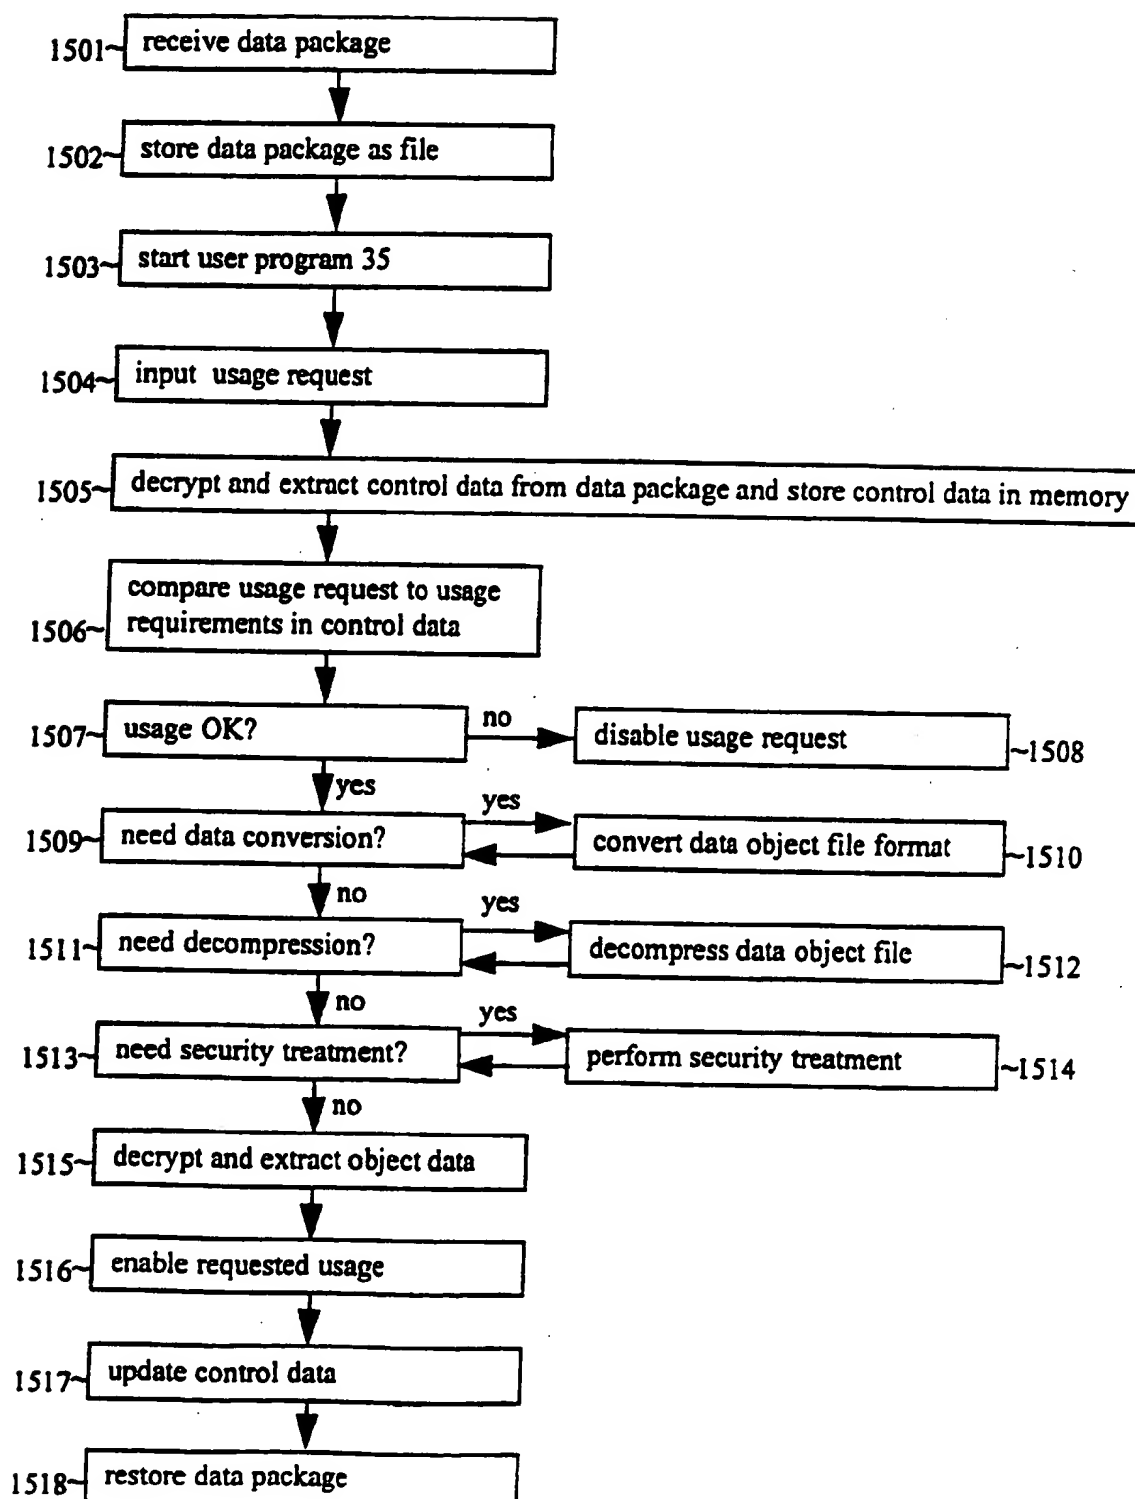 1501~ receive data package
1502~ store data package as file
1503~ start user program 35
1504~ input usage request
1505~ decrypt and extract control data from data package and store control data in memory
compare usage request to usage
1506~ requirements in control data
1507~ usage OK? no disable usage request ~1508
yes yes
1509~ need data conversion? convert data object file format ~1510
no yes
1511~ need decompression? decompress data object file ~1512
no yes
1513~ need security treatment? perform security treatment ~1514
no
1515~ decrypt and extract object data
1516~ enable requested usage
1517~ update control data
1518~ restore data package